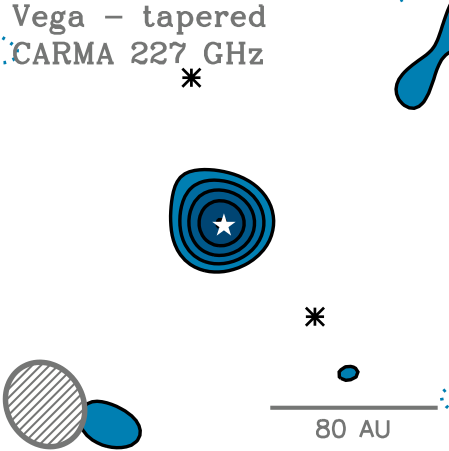 Vega - tapered
CARMA 227 GHz
80 AU